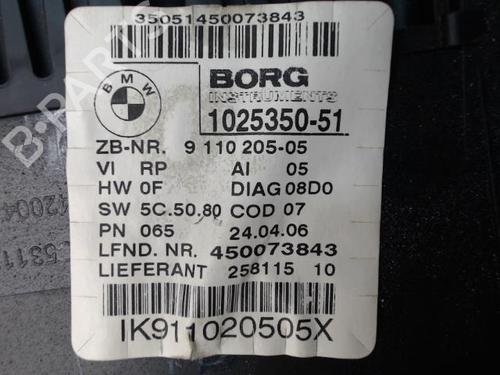 35051450073843
BMW
BORG
INSTRUMENTS
1025350-51
ZB-NR. 9 110 205-05
VI RP AI 05
HW 0F DIAG 08D0
SW 5C.50.80 COD 07
PN 065 24.04.06
LFND. NR. 450073843
LIEFERANT 258115 10
IK911020505X
B-PARTS